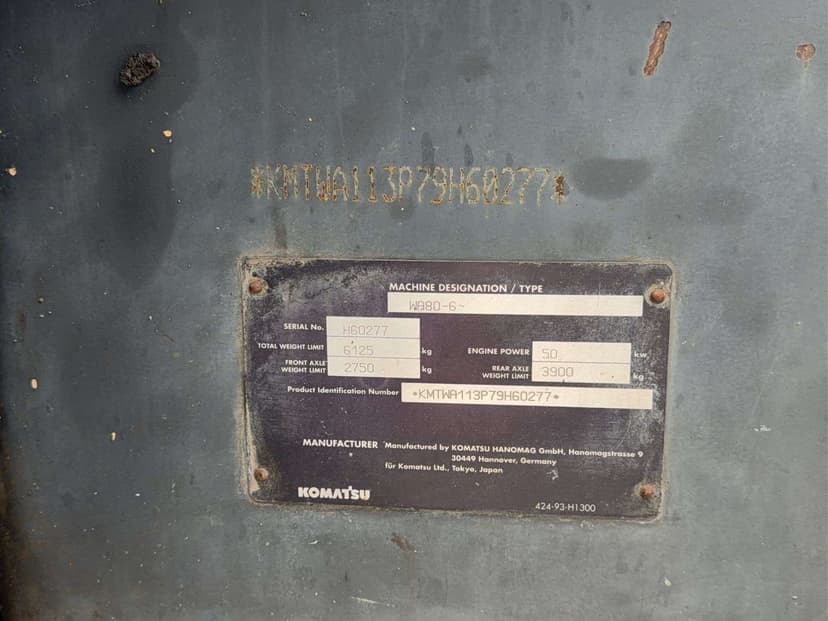 *KMTWA113P79H60277*
MACHINE DESIGNATION / TYPE
WA80-6-
SERIAL No. H60277
TOTAL WEIGHT LIMIT 6125 kg ENGINE POWER 50 kw
FRONT AXLE WEIGHT LIMIT 2750 kg REAR AXLE WEIGHT LIMIT 3900 kg
Product Identification Number *KMTWA113P79H60277*
MANUFACTURER Manufactured by KOMATSU HANOMAG GmbH, Hanomagstrasse 9
30449 Hannover, Germany
für Komatsu Ltd., Tokyo, Japan
KOMATSU 424-93-H1300